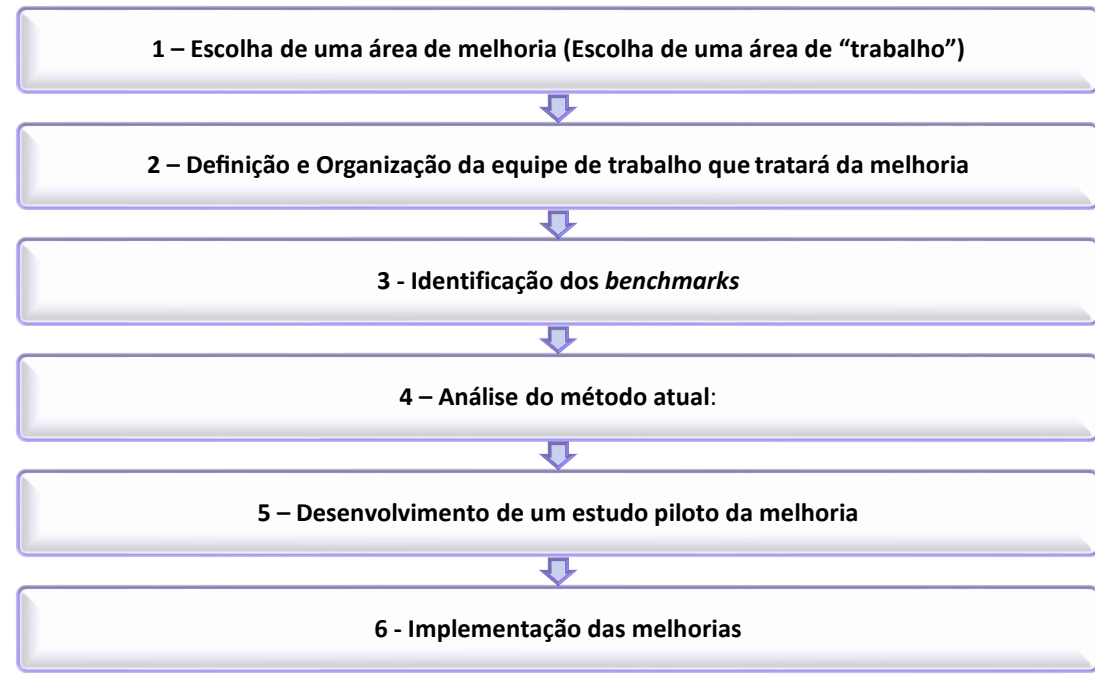 1 – Escolha de uma área de melhoria (Escolha de uma área de “trabalho”)
2 – Definição e Organização da equipe de trabalho que tratará da melhoria
3 - Identificação dos benchmarks
4 – Análise do método atual:
5 – Desenvolvimento de um estudo piloto da melhoria
6 - Implementação das melhorias